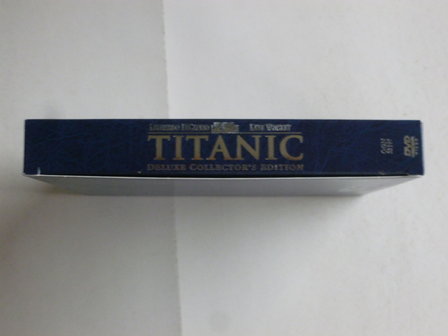 Leonardo DiCaprio Kate Winslet
TITANIC
Deluxe Collector's Edition
DVD